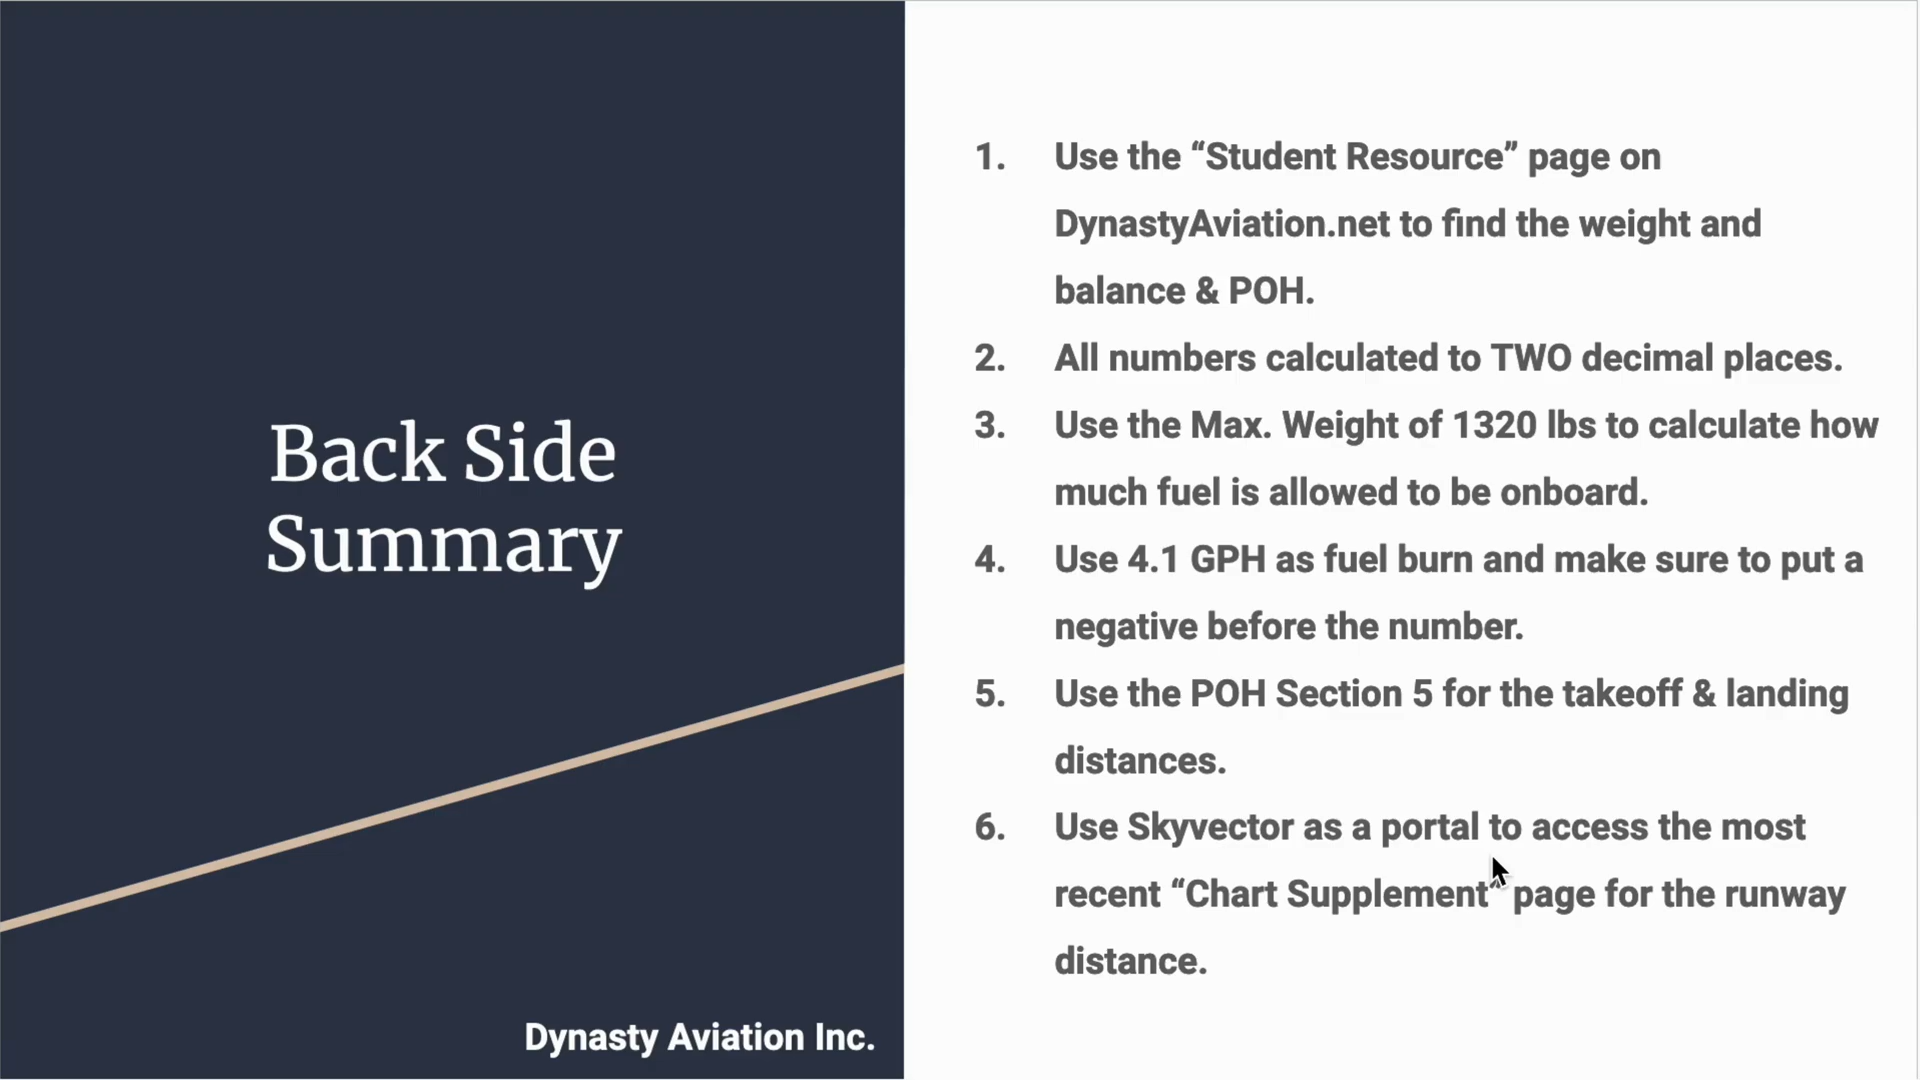 Back Side
Summary
Dynasty Aviation Inc.
1. Use the “Student Resource” page on
DynastyAviation.net to find the weight and
balance & POH.
2. All numbers calculated to TWO decimal places.
3. Use the Max. Weight of 1320 lbs to calculate how
much fuel is allowed to be onboard.
4. Use 4.1 GPH as fuel burn and make sure to put a
negative before the number.
5. Use the POH Section 5 for the takeoff & landing
distances.
6. Use Skyvector as a portal to access the most
recent “Chart Supplement” page for the runway
distance.